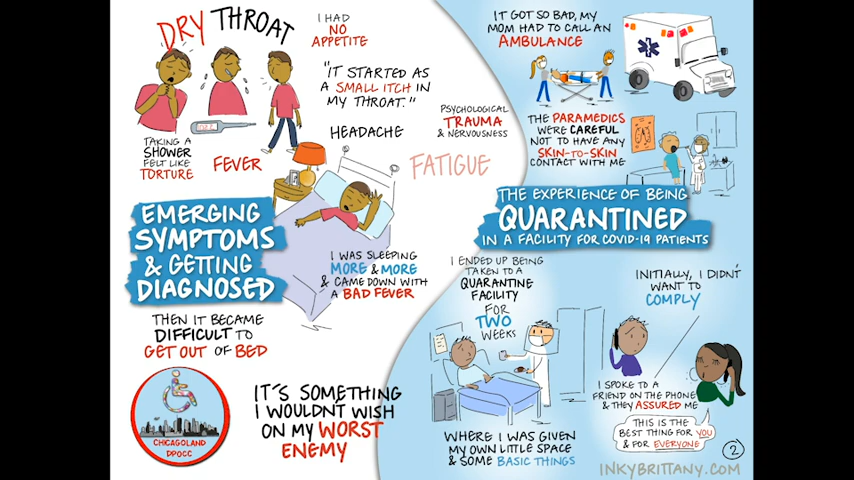 DRY THROAT
I HAD
NO
APPETITE
"IT STARTED AS
A SMALL ITCH IN
MY THROAT."
HEADACHE
PSYCHOLOGICAL
TRAUMA
& NERVOUSNESS
FATIGUE
TAKING A
SHOWER
FELT LIKE
TORTURE
FEVER
EMERGING
SYMPTOMS
& GETTING
DIAGNOSED
I WAS SLEEPING
MORE & MORE
& CAME DOWN WITH
A BAD FEVER
THEN IT BECAME
DIFFICULT TO
GET OUT OF BED
CHICAGOLAND
DPOCC
IT'S SOMETHING
I WOULDNT WISH
ON MY WORST
ENEMY
IT GOT SO BAD, MY
MOM HAD TO CALL AN
AMBULANCE
THE PARAMEDICS
WERE CAREFUL
NOT TO HAVE ANY
SKIN-TO-SKIN
CONTACT WITH ME
THE EXPERIENCE OF BEING
QUARANTINED
IN A FACILITY FOR COVID-19 PATIENTS
I ENDED UP BEING
TAKEN TO A
QUARANTINE
FACILITY
FOR
TWO
WEEKS
WHERE I WAS GIVEN
MY OWN LITTLE SPACE
& SOME BASIC THINGS
INITIALLY, I DIDN'T
WANT TO
COMPLY
I SPOKE TO A
FRIEND ON THE PHONE
& THEY ASSURED ME
THIS IS THE
BEST THING FOR YOU
& FOR EVERYONE
2
INKYBRITTANY.COM